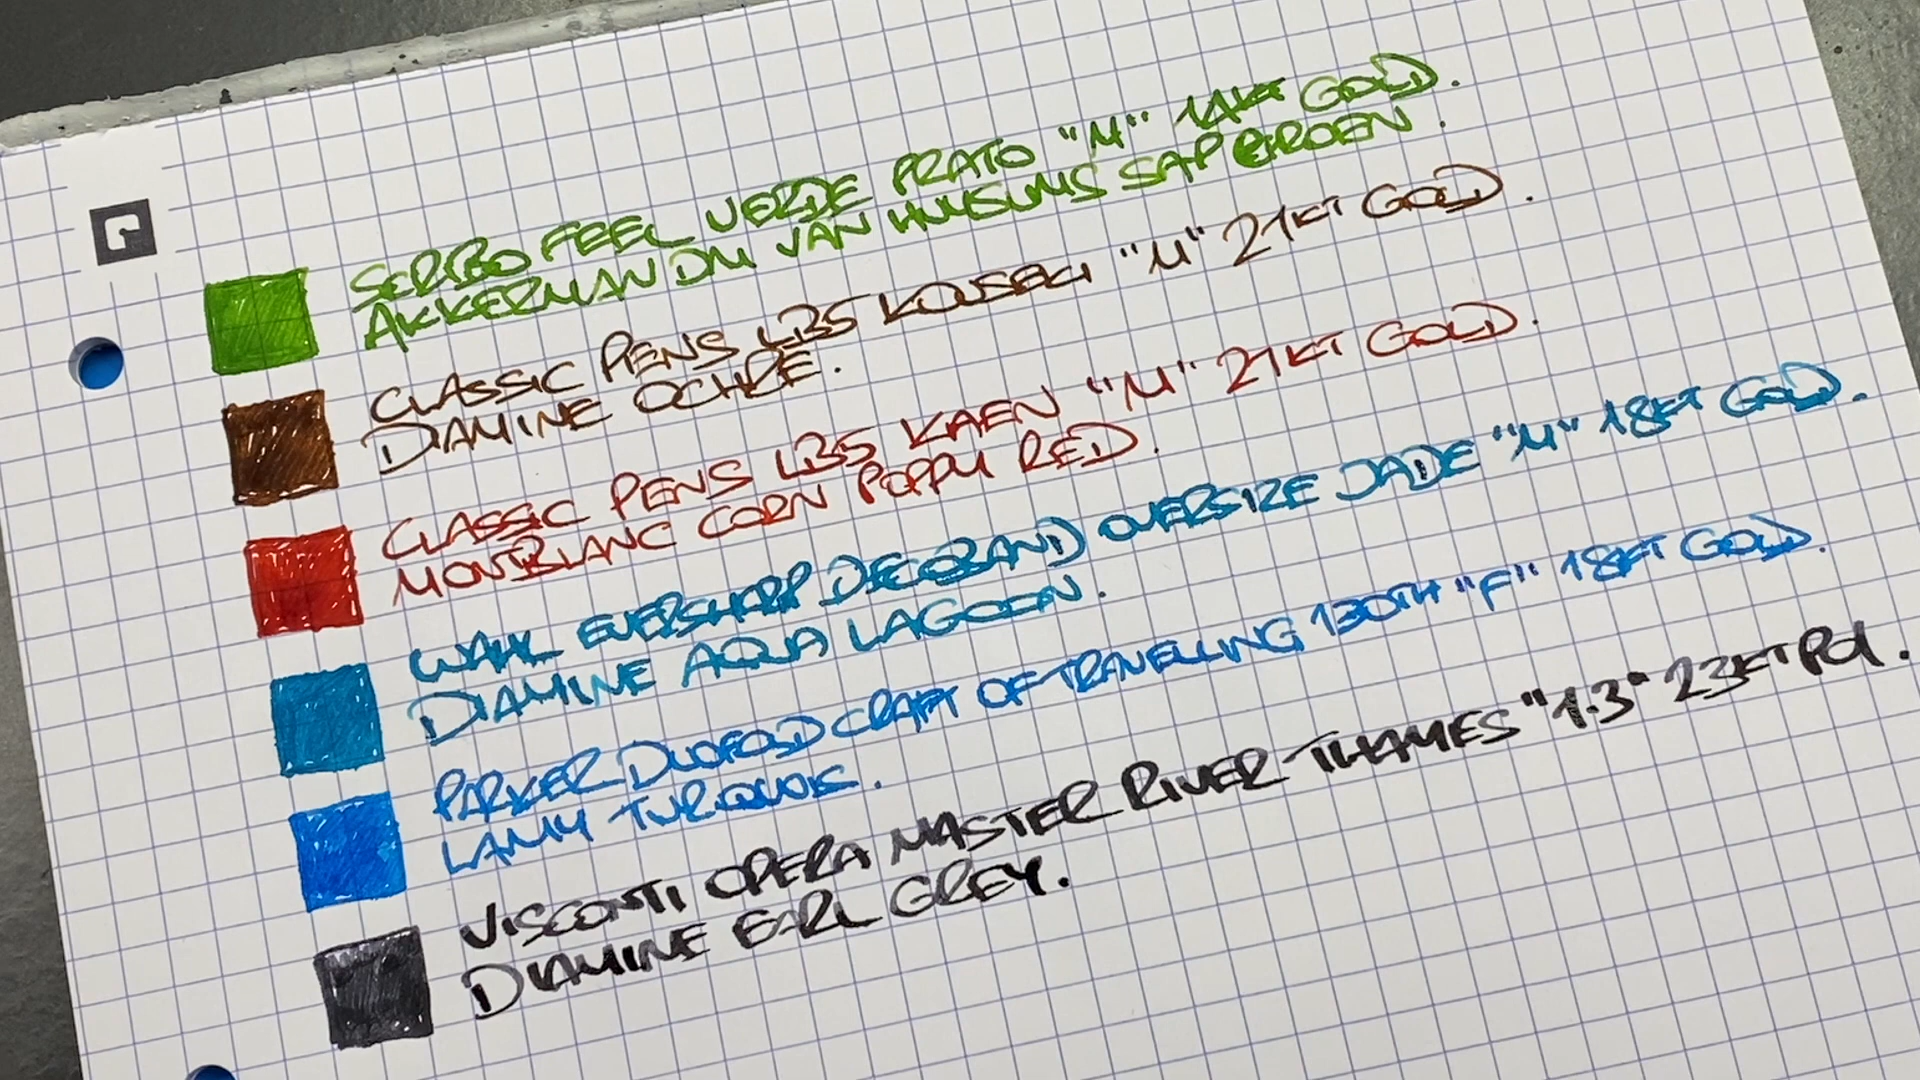 SCRIBO FEEL VERDE PRATO "M" 14KT GOLD.
AKKERMAN DM VAN HUYSUMS SAP GROEN.
CLASSIC PENS LB5 KOUSEKI "M" 21KT GOLD.
DIAMINE OCHRE.
CLASSIC PENS LB5 KAEN "M" 21KT GOLD.
MONTBLANC CORN POPPY RED.
WAHL EVERSHARP DECOBAND OVERSIZE JADE "M" 18KT GOLD.
DIAMINE AQUA LAGOON.
PARKER DUOFOLD CRAFT OF TRAVELLING 130TH "F" 18KT GOLD.
LAMY TURQUOIS.
VISCONTI OPERA MASTER RIVER THAMES "1.3" 23KT Pd.
DIAMINE EARL GREY.